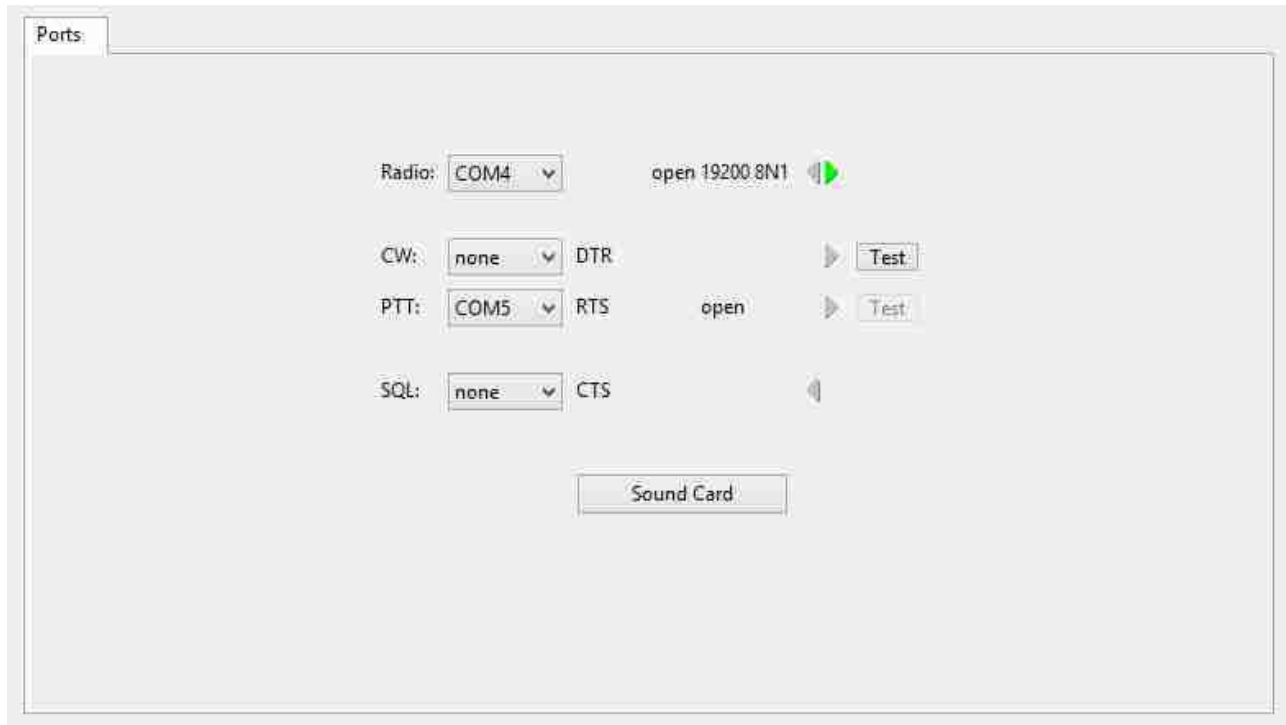 Ports
Radio: COM4 open 19200 8N1
CW: none DTR Test
PTT: COM5 RTS open Test
SQL: none CTS
Sound Card